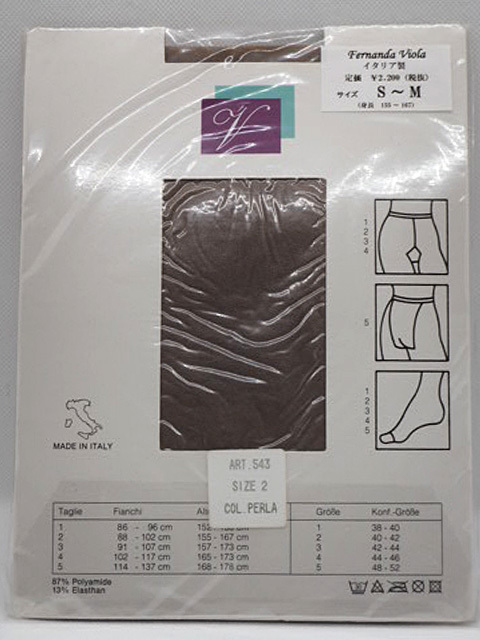 Fernanda Viola
イタリア製
定価 ¥2.200 (税抜)
サイズ S ～ M
(身長 155 ～ 167)
V
1
2
3
4
5
1
2
3
4
5
MADE IN ITALY
ART.543
SIZE 2
COL.PERLA
Taglie Fianchi Größe Konf.-Größe
1 86 - 96 cm 1 38 - 40
2 88 - 102 cm 155 - 167 cm 2 40 - 42
3 91 - 107 cm 157 - 173 cm 3 42 - 44
4 102 - 117 cm 165 - 173 cm 4 44 - 46
5 114 - 137 cm 168 - 178 cm 5 48 - 52
87% Polyamide
13% Elasthan